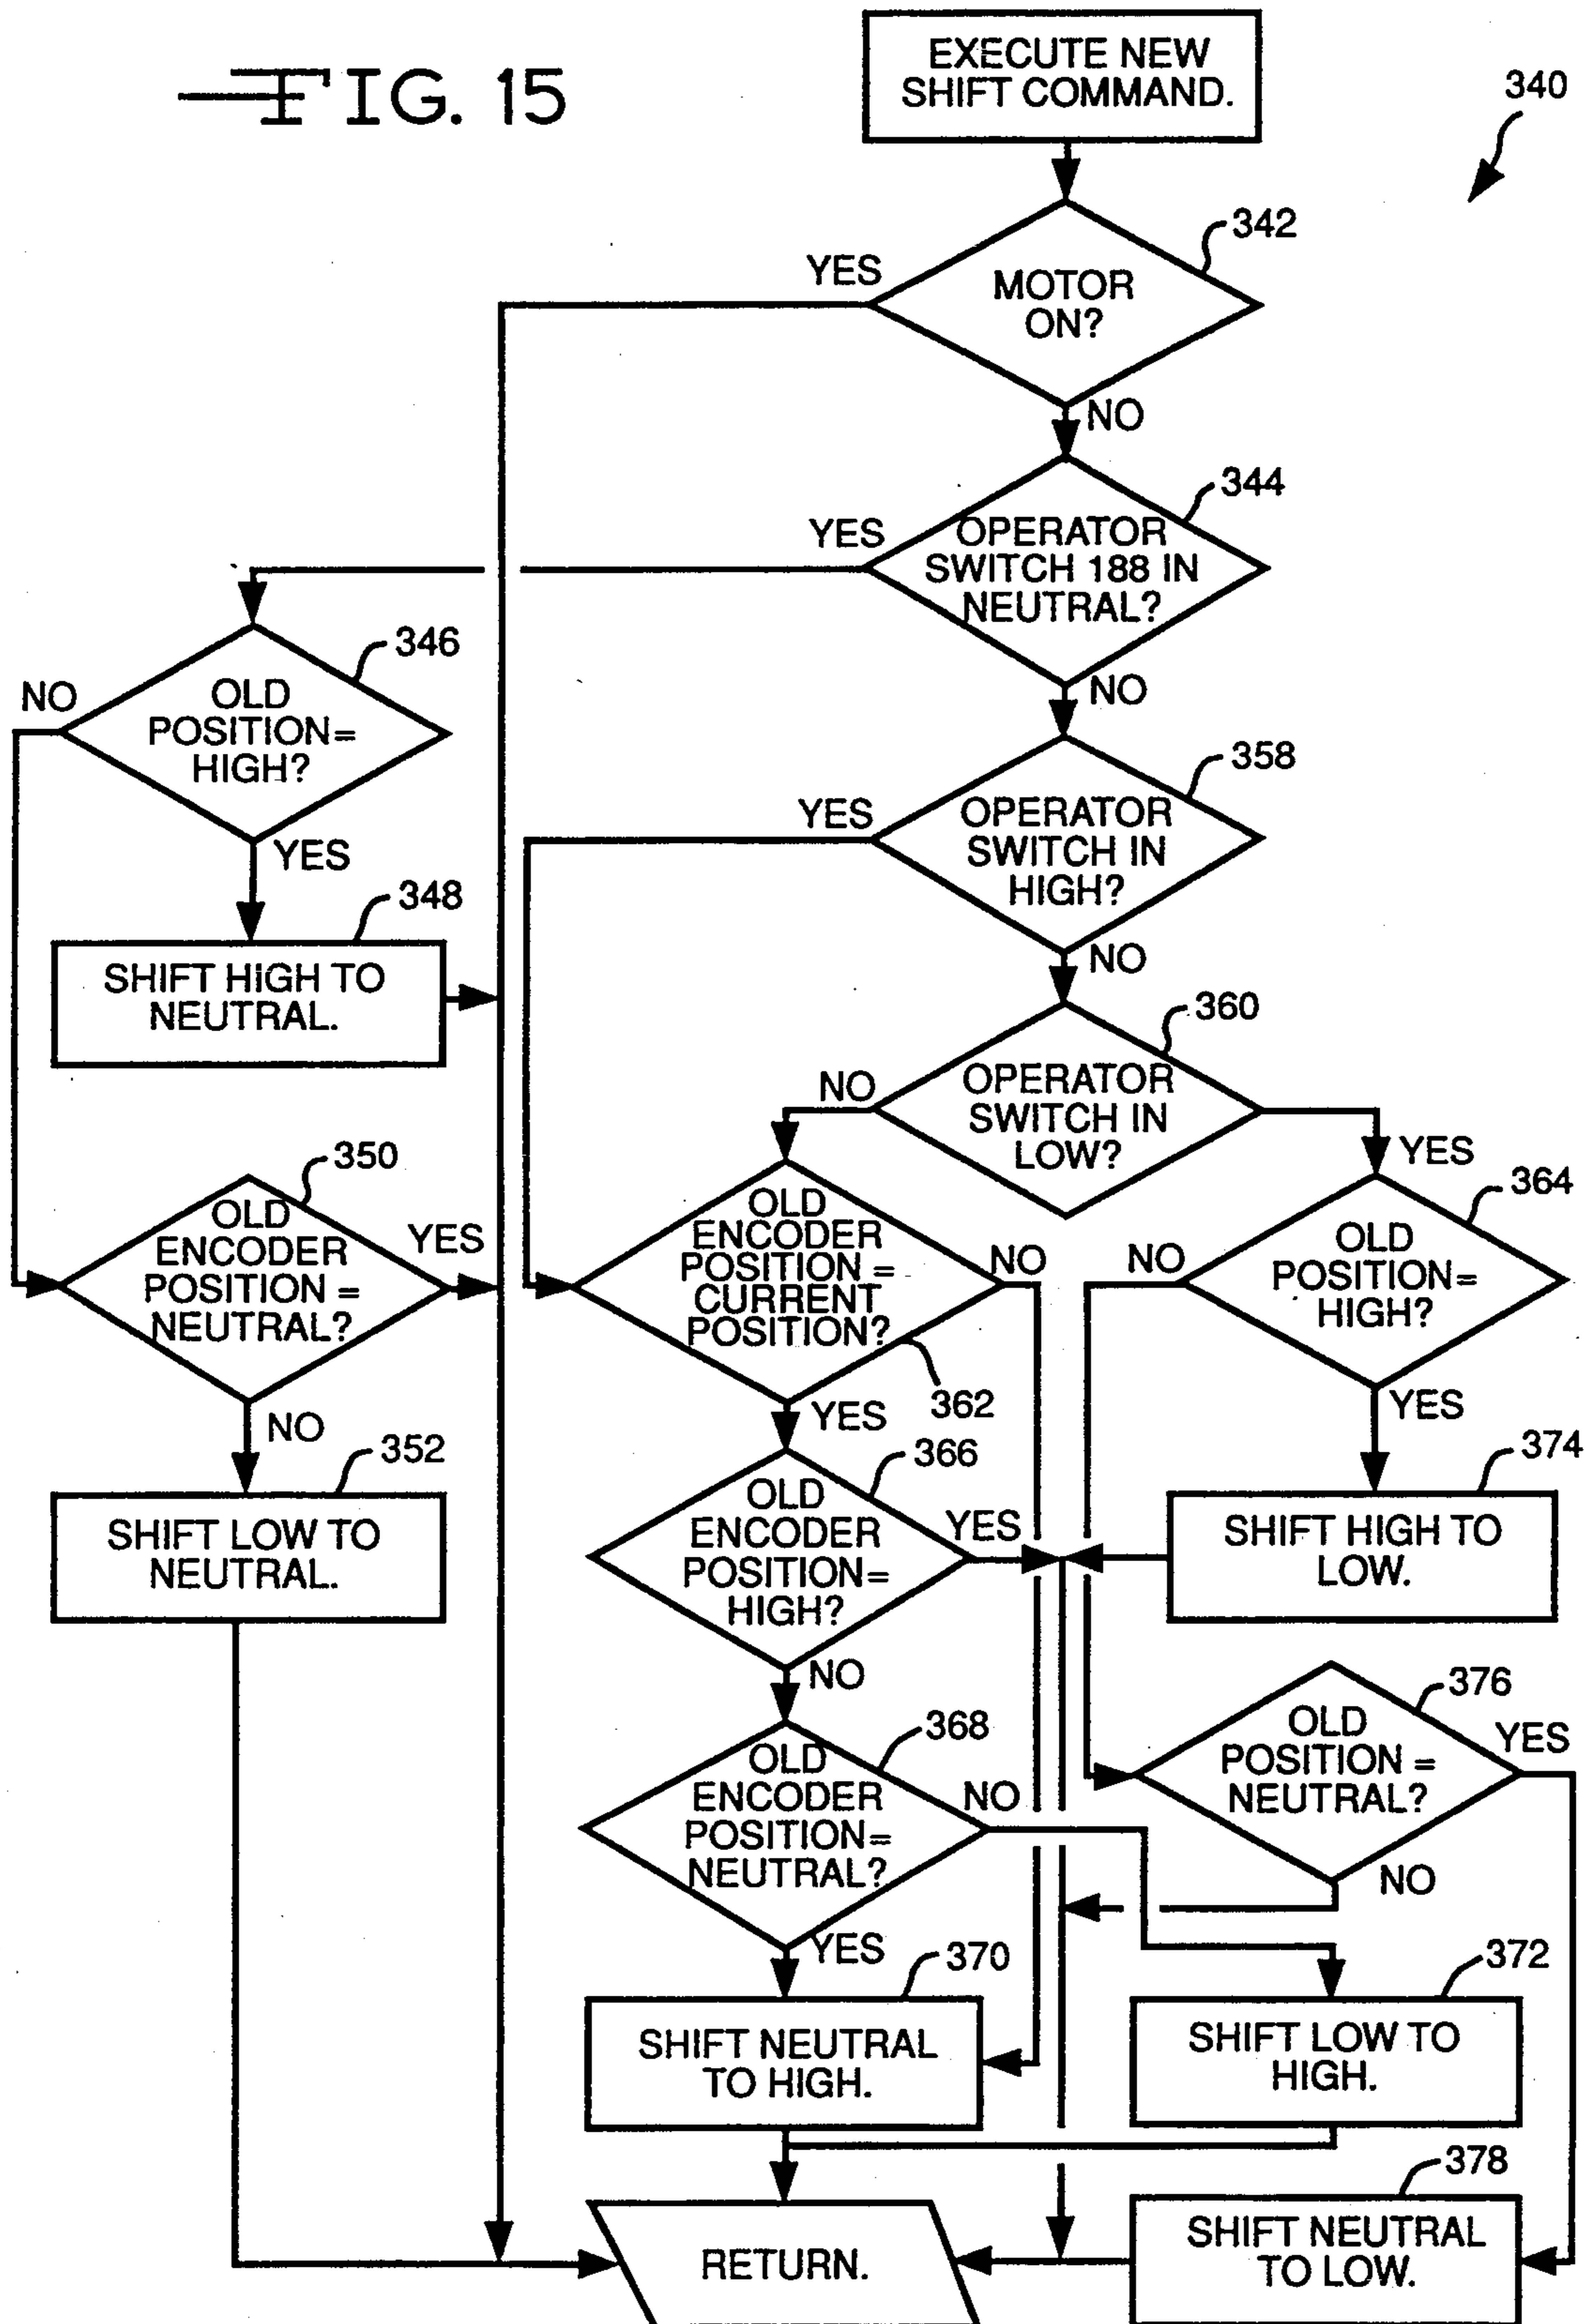 FIG. 15
EXECUTE NEW
SHIFT COMMAND.
340
342
YES
MOTOR
ON?
NO
344
YES
OPERATOR
SWITCH 188 IN
NEUTRAL?
NO
346
NO
OLD
POSITION=
HIGH?
YES
358
YES
OPERATOR
SWITCH IN
HIGH?
NO
348
SHIFT HIGH TO
NEUTRAL.
360
NO
OPERATOR
SWITCH IN
LOW?
YES
350
OLD
ENCODER
POSITION =
NEUTRAL?
YES
NO
OLD
ENCODER
POSITION =
CURRENT
POSITION?
NO
362
YES
364
NO
OLD
POSITION=
HIGH?
YES
352
SHIFT LOW TO
NEUTRAL.
366
OLD
ENCODER
POSITION=
HIGH?
YES
NO
374
SHIFT HIGH TO
LOW.
368
OLD
ENCODER
POSITION=
NEUTRAL?
NO
YES
376
OLD
POSITION =
NEUTRAL?
YES
NO
370
SHIFT NEUTRAL
TO HIGH.
372
SHIFT LOW TO
HIGH.
378
SHIFT NEUTRAL
TO LOW.
RETURN.